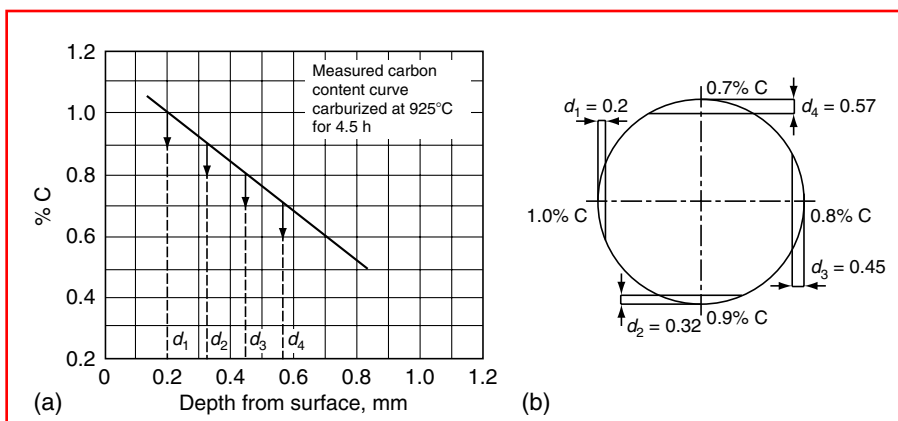 1.2
1.0
0.8
0.6
0.4
0.2
% C
Measured carbon
content curve
carburized at 925°C
for 4.5 h
d1
d2
d3
d4
0
0.2
0.4
0.6
0.8
1.0
1.2
Depth from surface, mm
(a)
0.7% C
d1 = 0.2
d4 = 0.57
1.0% C
0.8% C
d3 = 0.45
d2 = 0.32
0.9% C
(b)